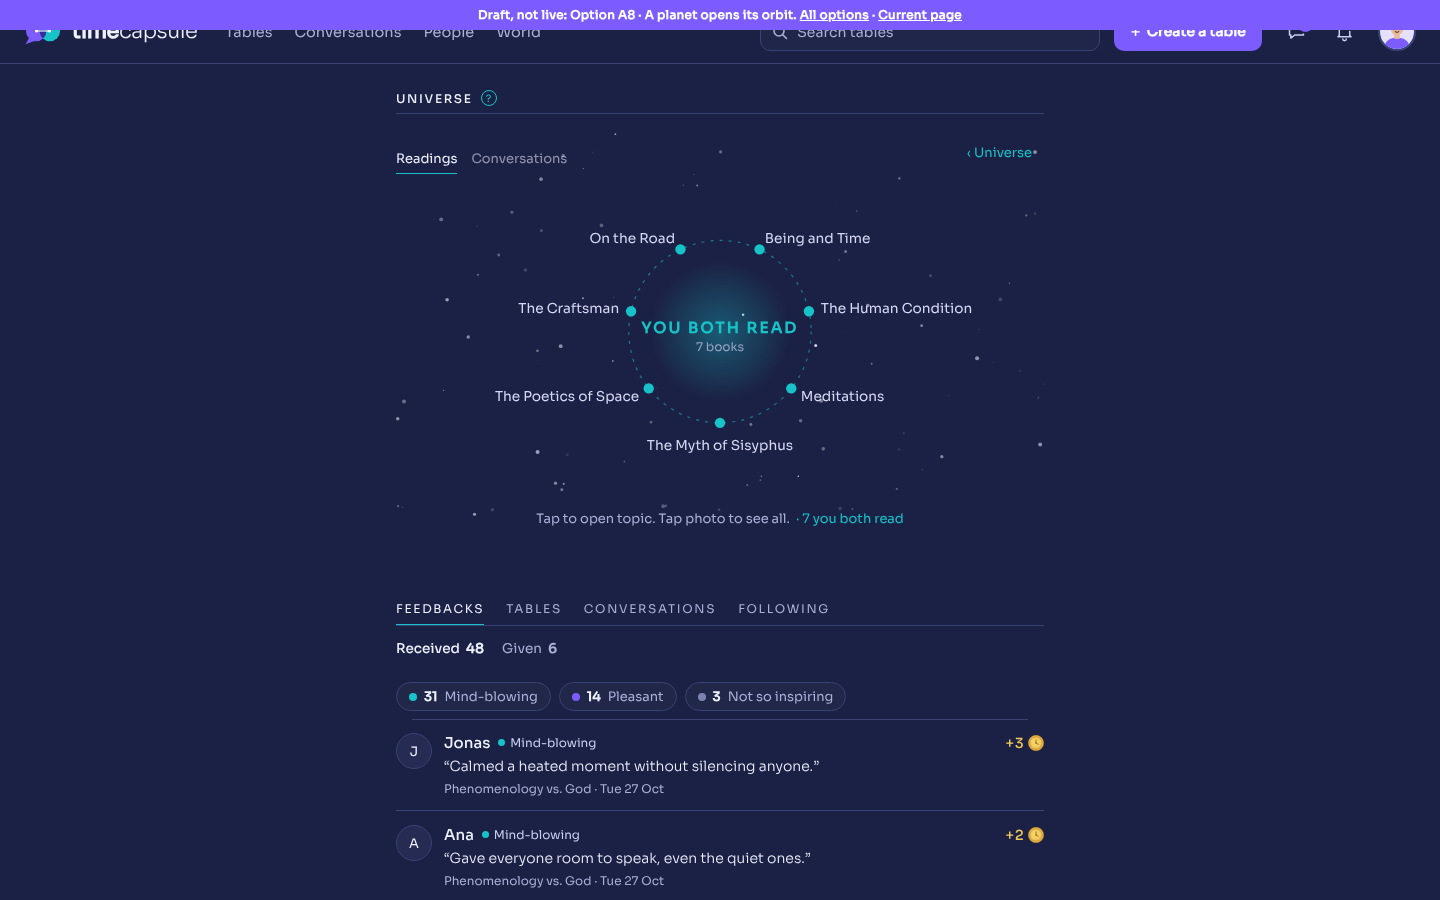 Draft, not live: Option A8 · A planet opens its orbit. All options · Current page
timecapsule Tables Conversations People World Search tables + Create a table
UNIVERSE ?
Readings Conversations ‹ Universe
On the Road Being and Time
The Craftsman The Human Condition
YOU BOTH READ
7 books
The Poetics of Space Meditations
The Myth of Sisyphus
Tap to open topic. Tap photo to see all. · 7 you both read
FEEDBACKS TABLES CONVERSATIONS FOLLOWING
Received 48 Given 6
31 Mind-blowing 14 Pleasant 3 Not so inspiring
J Jonas Mind-blowing +3
“Calmed a heated moment without silencing anyone.”
Phenomenology vs. God · Tue 27 Oct
A Ana Mind-blowing +2
“Gave everyone room to speak, even the quiet ones.”
Phenomenology vs. God · Tue 27 Oct